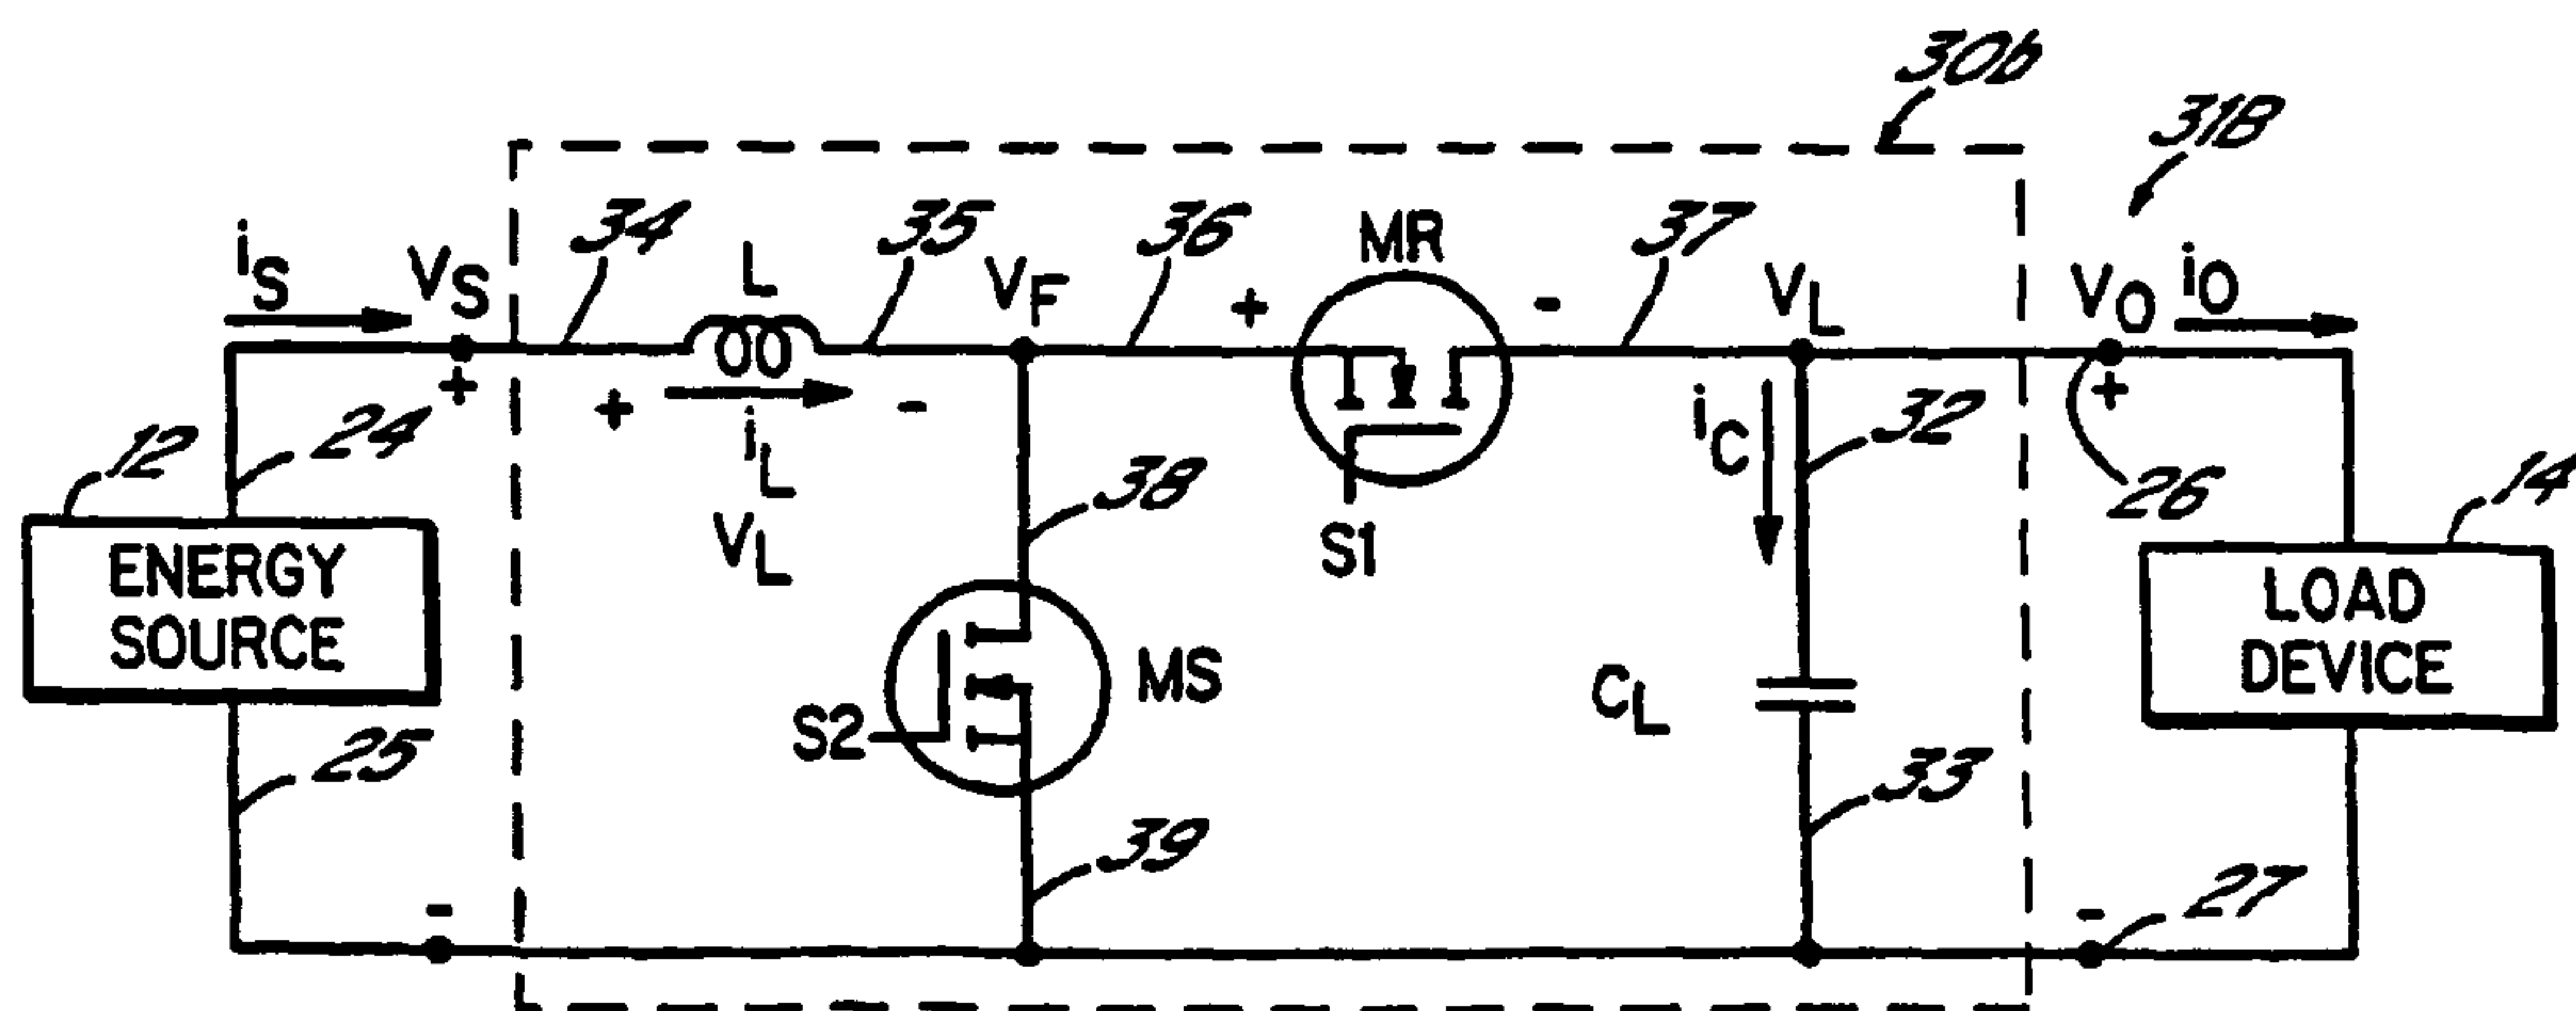 30b
31B
iS
VS
34
L
35
VF
36
MR
37
VL
VO
iO
+
-
+
+
-
iL
VL
12
24
38
S1
iC
32
26
+
14
ENERGY
SOURCE
LOAD
DEVICE
S2
MS
CL
25
39
33
27
-
-